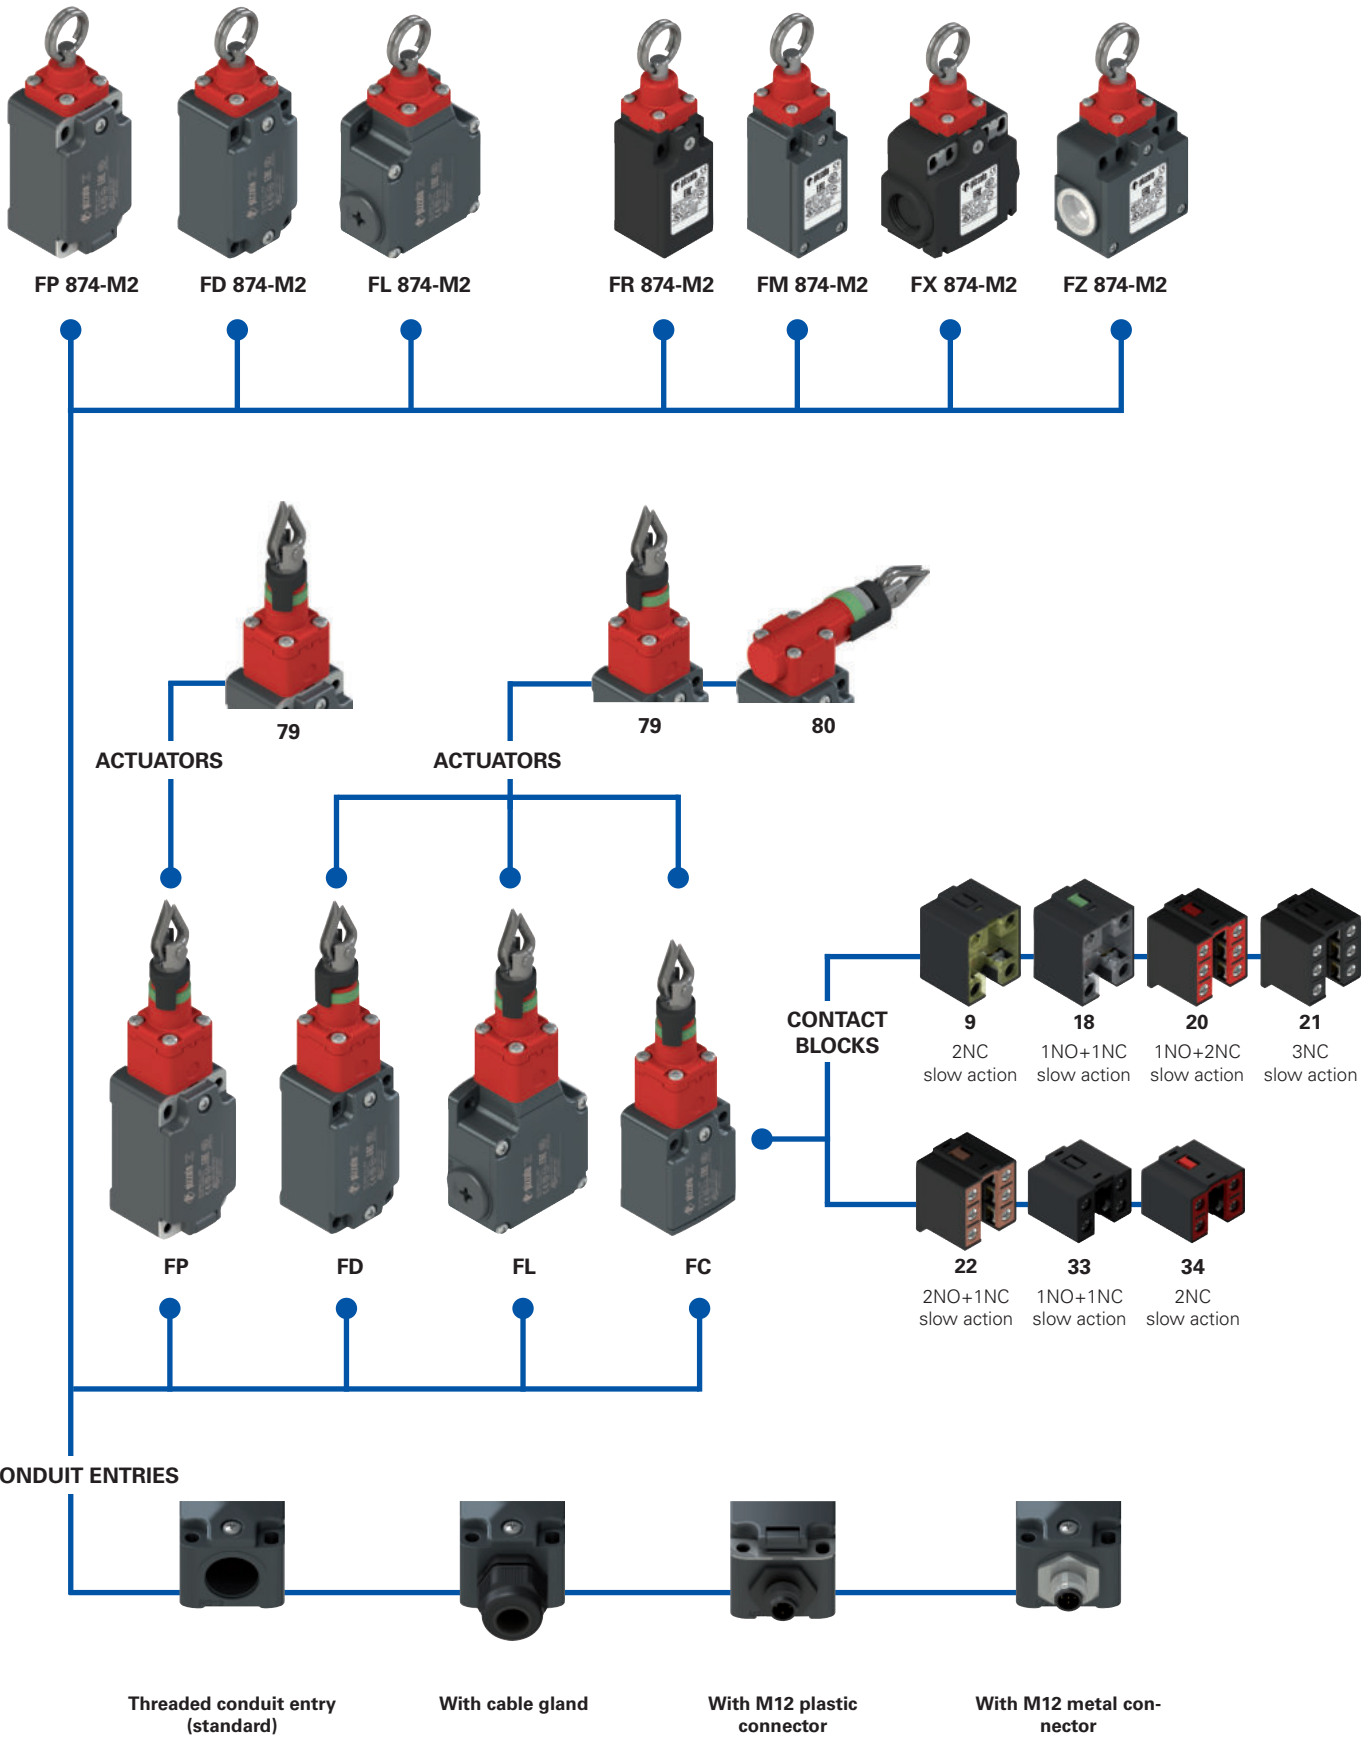 FP 874-M2
FD 874-M2
FL 874-M2
FR 874-M2
FM 874-M2
FX 874-M2
FZ 874-M2
79
79
80
ACTUATORS
ACTUATORS
CONTACT
BLOCKS
9
2NC
slow action
18
1NO+1NC
slow action
20
1NO+2NC
slow action
21
3NC
slow action
22
2NO+1NC
slow action
33
1NO+1NC
slow action
34
2NC
slow action
FP
FD
FL
FC
ONDUIT ENTRIES
Threaded conduit entry
(standard)
With cable gland
With M12 plastic
connector
With M12 metal con-
nector